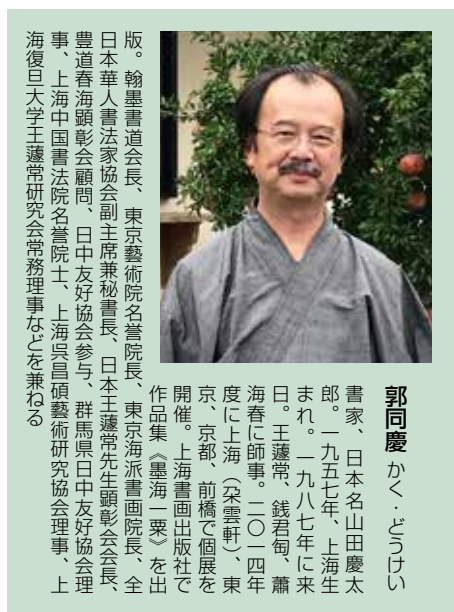 郭同慶 かく・どうけい
書家、日本名山田慶太
郎。一九五七年、上海生
まれ。一九八七年に来
日。王蘧常、銭君匋、蕭
海春に師事。二〇一四年
度に上海（朶雲軒）、東
京、京都、前橋で個展を
開催。上海書画出版社で
作品集《墨海一粟》を出
版。翰墨書道会長、東京藝術院名誉院長、東京海派書画院長、全
日本華人書法家協会副主席兼秘書長、日本王蘧常先生顕彰会会長、
豊道春海顕彰会顧問、日中友好協会参与、群馬県日中友好協会理
事、上海中国書法院名誉院士、上海呉昌碩藝術研究協会理事、上
海復旦大学王蘧常研究会常務理事などを兼ねる